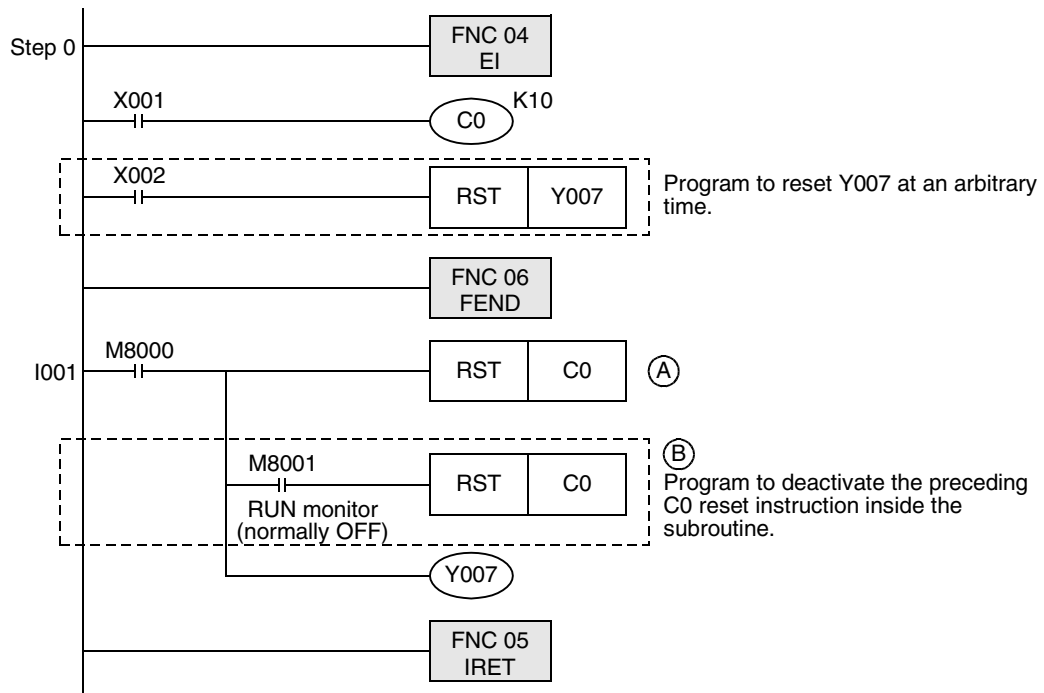 Step 0
FNC 04
EI
X001
C0
K10
X002
RST
Y007
Program to reset Y007 at an arbitrary
time.
FNC 06
FEND
I001
M8000
RST
C0
A
B
M8001
RUN monitor
(normally OFF)
RST
C0
Program to deactivate the preceding
C0 reset instruction inside the
subroutine.
Y007
FNC 05
IRET